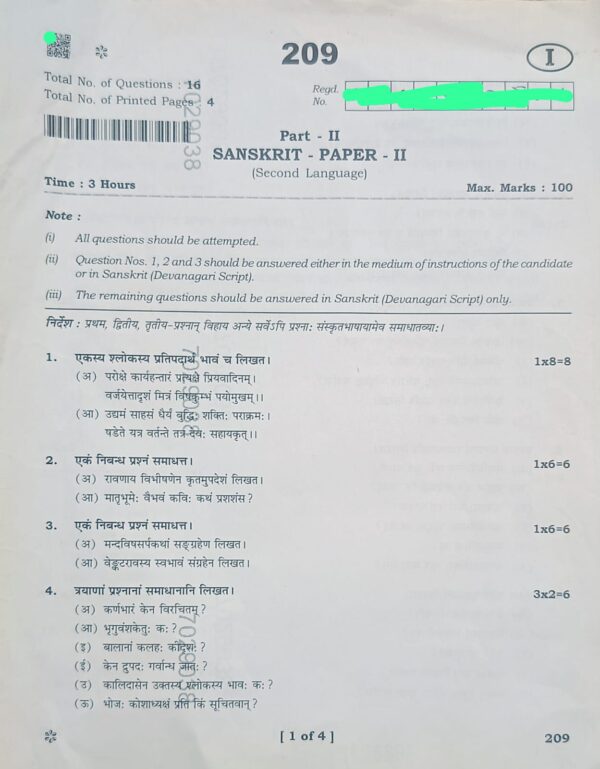 209
I
Total No. of Questions : 16
Total No. of Printed Pages : 4
Regd. No.
7029038
Part - II
SANSKRIT - PAPER - II
(Second Language)
Time : 3 Hours
Max. Marks : 100
Note :
(i) All questions should be attempted.
(ii) Question Nos. 1, 2 and 3 should be answered either in the medium of instructions of the candidate
or in Sanskrit (Devanagari Script).
(iii) The remaining questions should be answered in Sanskrit (Devanagari Script) only.
निर्देश : प्रथम, द्वितीय, तृतीय-प्रश्नान् विहाय अन्ये सर्वेऽपि प्रश्नाः संस्कृतभाषायामेव समाधातव्याः।
1. एकस्य श्लोकस्य प्रतिपदार्थं भावं च लिखत। 1x8=8
(अ) परोक्षे कार्यहन्तारं प्रत्यक्षे प्रियवादिनम्।
वर्जयेत्तादृशं मित्रं विषकुम्भं पयोमुखम्।।
(आ) उद्यमं साहसं धैर्यं बुद्धिः शक्तिः पराक्रमः।
षडेते यत्र वर्तन्ते तत्र देवः सहायकृत्।।
7029038
2. एकं निबन्ध प्रश्नं समाधत्त। 1x6=6
(अ) रावणाय विभीषणेन कृतमुपदेशं लिखत।
(आ) मातृभूमेः वैभवं कविः कथं प्रशशंस?
3. एकं निबन्ध प्रश्नं समाधत्त। 1x6=6
(अ) मन्दविषसर्पकथां सङ्ग्रहेण लिखत।
(आ) वेङ्कटरावस्य स्वभावं संग्रहेन लिखत।
4. त्रयाणां प्रश्नानां समाधानानि लिखत। 3x2=6
(अ) कर्णभारं केन विरचितम्?
(आ) भृगुवंशकेतुः कः?
(इ) बालानां कलहः कीदृशः?
(ई) केन द्रुपदः गर्वान्ध जातः?
(उ) कालिदासेन उक्तस्य श्लोकस्य भावः कः?
(ऊ) भोजः कोशाध्यक्षं प्रति किं सूचितवान्?
7029038
[ 1 of 4 ]
209